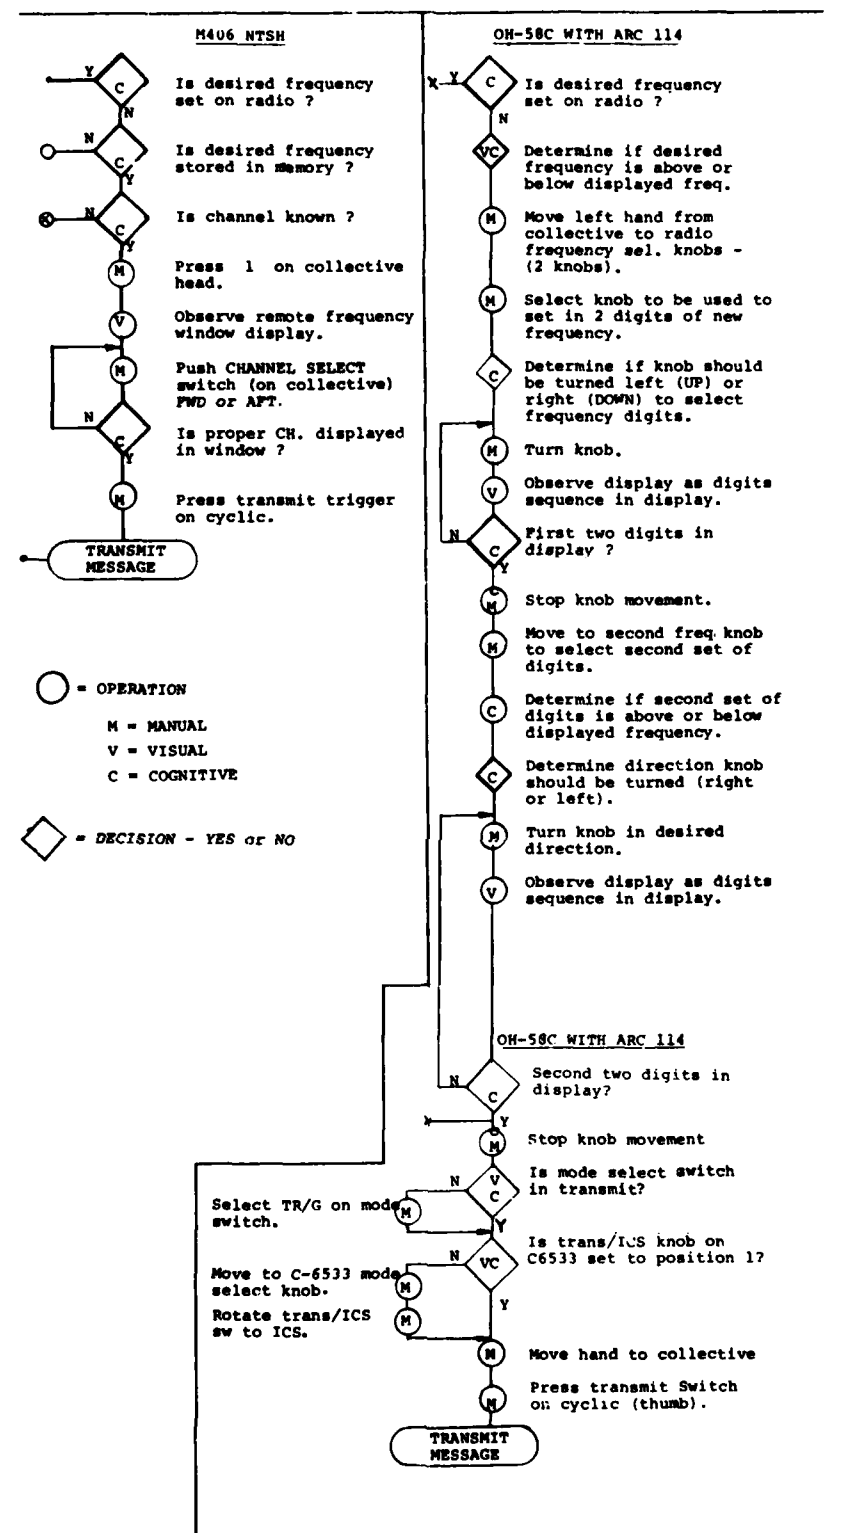 M406 NTSH
Y
C
Is desired frequency
set on radio ?
N
N
C
Is desired frequency
stored in memory ?
Y
N
C
Is channel known ?
Y
M
Press 1 on collective
head.
V
Observe remote frequency
window display.
M
Push CHANNEL SELECT
switch (on collective)
FWD or AFT.
N
C
Is proper CH. displayed
in window ?
Y
M
Press transmit trigger
on cyclic.
TRANSMIT
MESSAGE
= OPERATION
M = MANUAL
V = VISUAL
C = COGNITIVE
= DECISION - YES or NO
OH-58C WITH ARC 114
Y
C
Is desired frequency
set on radio ?
N
VC
Determine if desired
frequency is above or
below displayed freq.
M
Move left hand from
collective to radio
frequency sel. knobs -
(2 knobs).
M
Select knob to be used to
set in 2 digits of new
frequency.
C
Determine if knob should
be turned left (UP) or
right (DOWN) to select
frequency digits.
M
Turn knob.
V
Observe display as digits
sequence in display.
N
C
First two digits in
display ?
Y
C
M
Stop knob movement.
M
Move to second freq. knob
to select second set of
digits.
C
Determine if second set of
digits is above or below
displayed frequency.
C
Determine direction knob
should be turned (right
or left).
M
Turn knob in desired
direction.
V
Observe display as digits
sequence in display.
OH-58C WITH ARC 114
N
C
Second two digits in
display?
Y
C
M
Stop knob movement
N
V
C
Is mode select switch
in transmit?
Select TR/G on mode
switch.
M
Y
N
VC
Is trans/ICS knob on
C6533 set to position 1?
Move to C-6533 mode
select knob.
M
Y
Rotate trans/ICS
sw to ICS.
M
M
Move hand to collective
M
Press transmit Switch
on cyclic (thumb).
TRANSMIT
MESSAGE